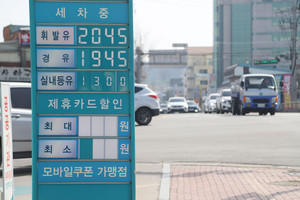 세차중
휘발유 2045
경유 1945
실내등유 1300
제휴카드할인
최대 원
최소 원
모바일쿠폰 가맹점